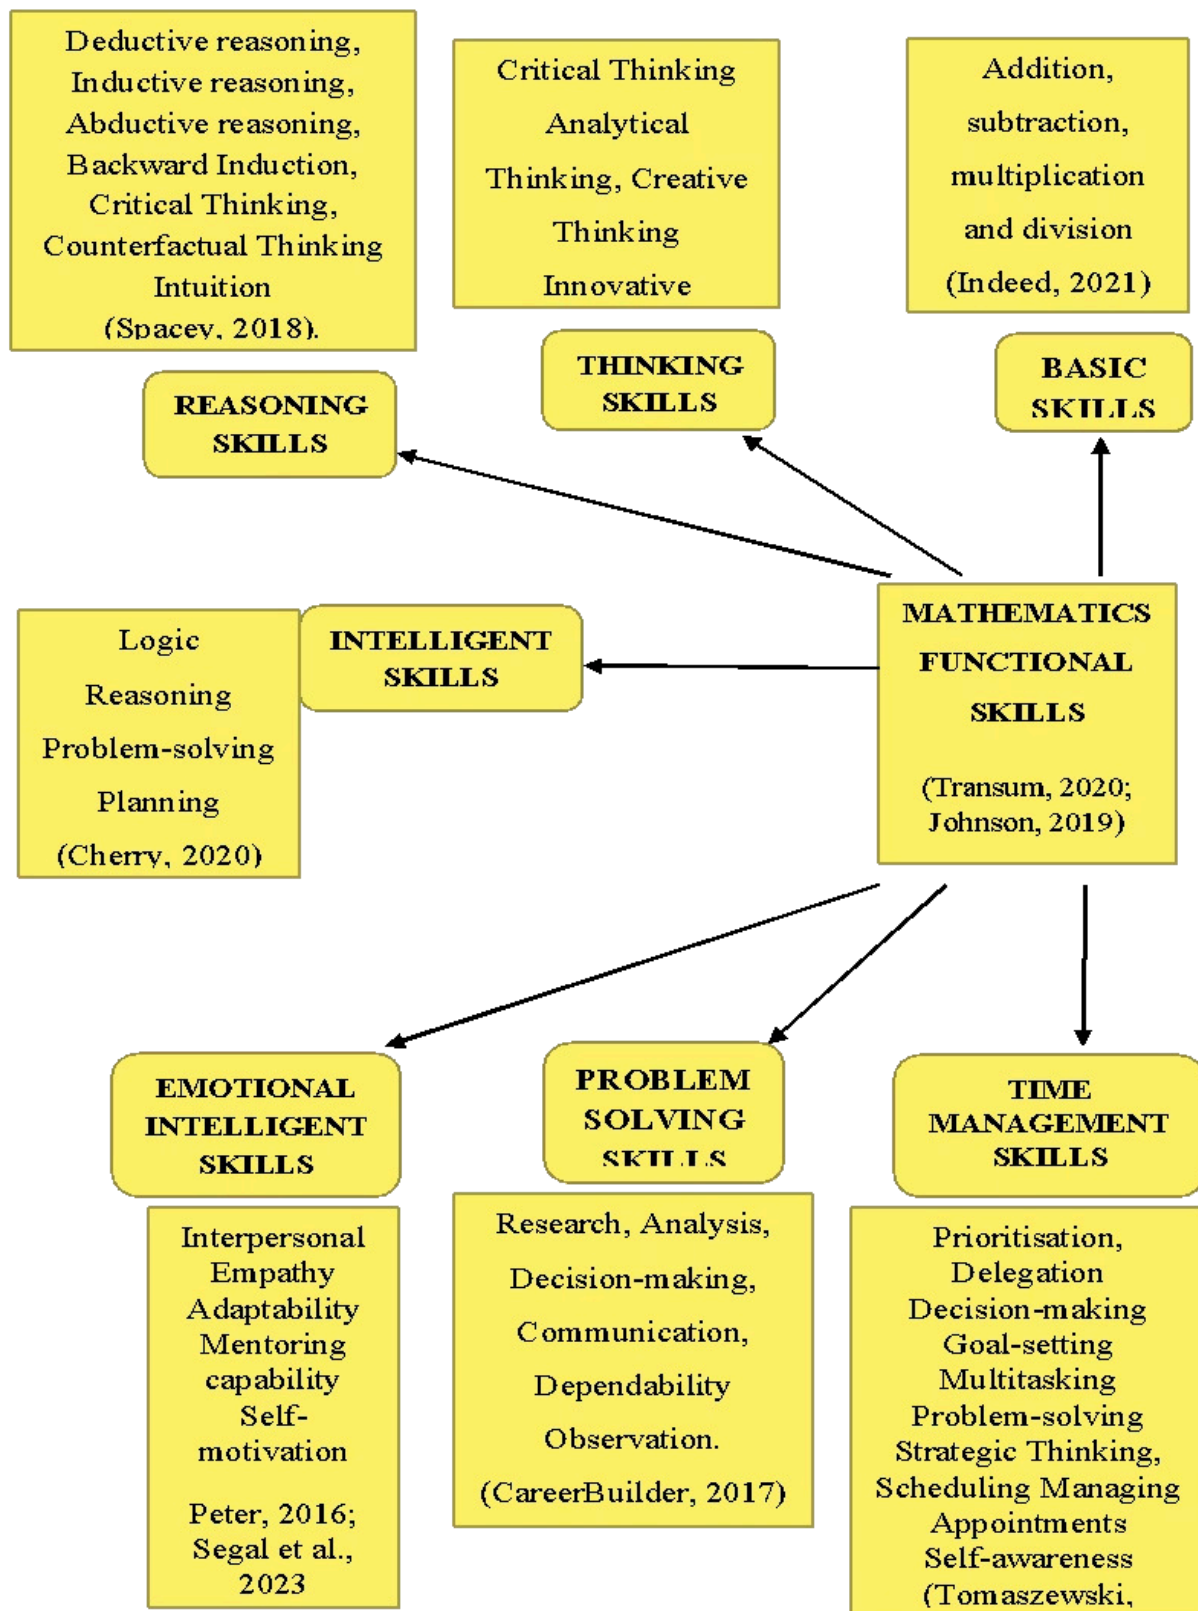 Deductive reasoning,
Inductive reasoning,
Abductive reasoning,
Backward Induction,
Critical Thinking,
Counterfactual Thinking
Intuition
(Spacey, 2018).
REASONING
SKILLS
Critical Thinking
Analytical
Thinking, Creative
Thinking
Innovative
THINKING
SKILLS
Addition,
subtraction,
multiplication
and division
(Indeed, 2021)
BASIC
SKILLS
Logic
Reasoning
Problem-solving
Planning
(Cherry, 2020)
INTELLIGENT
SKILLS
MATHEMATICS
FUNCTIONAL
SKILLS
(Transum, 2020;
Johnson, 2019)
EMOTIONAL
INTELLIGENT
SKILLS
Interpersonal
Empathy
Adaptability
Mentoring
capability
Self-
motivation
Peter, 2016;
Segal et al.,
2023
PROBLEM
SOLVING
SKILLS
Research, Analysis,
Decision-making,
Communication,
Dependability
Observation.
(CareerBuilder, 2017)
TIME
MANAGEMENT
SKILLS
Prioritisation,
Delegation
Decision-making
Goal-setting
Multitasking
Problem-solving
Strategic Thinking,
Scheduling Managing
Appointments
Self-awareness
(Tomaszewski,